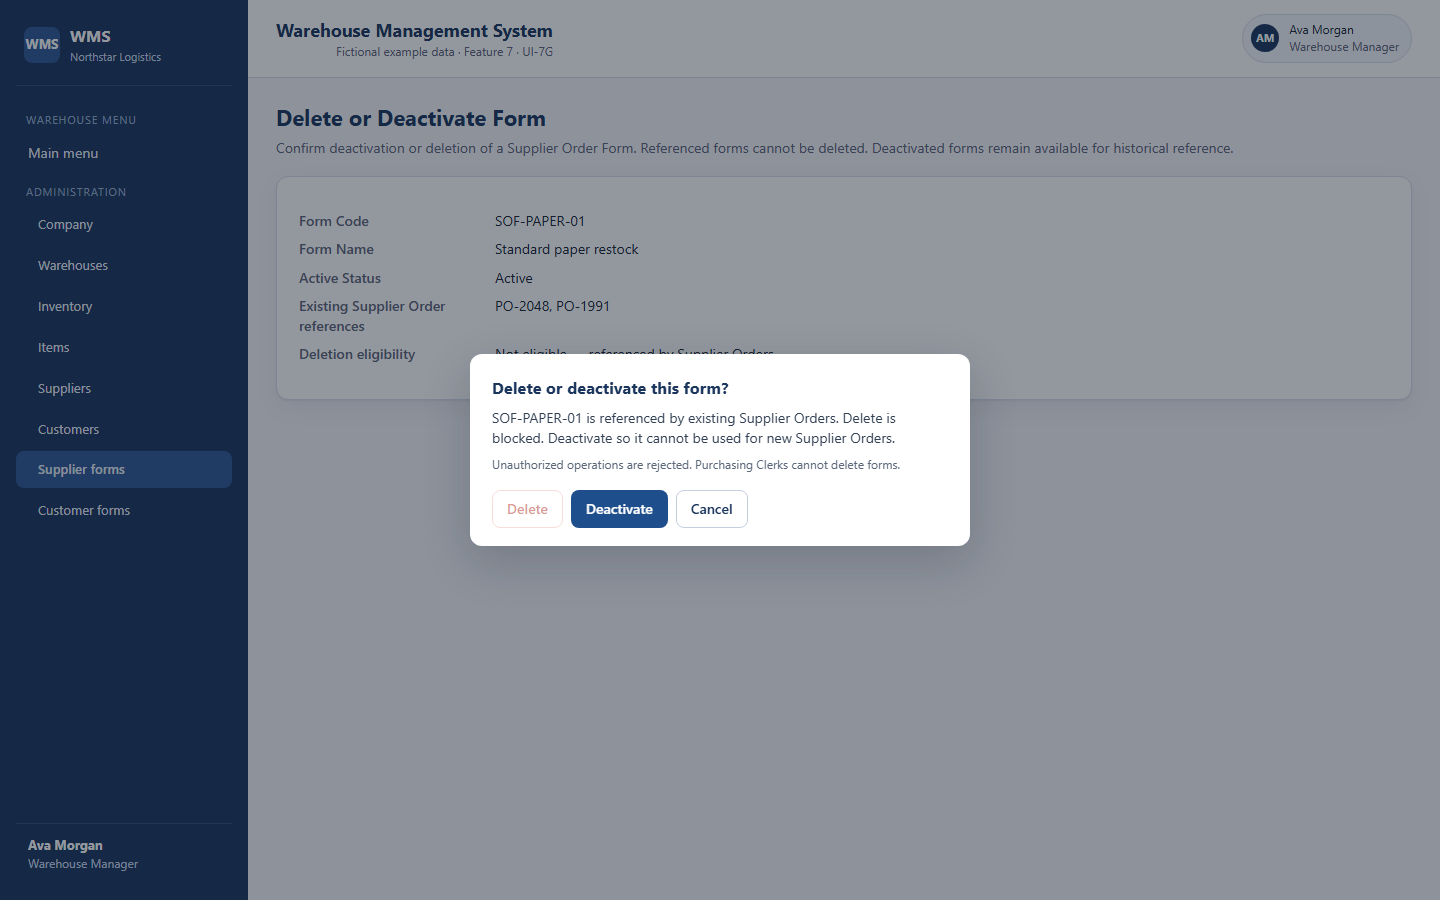 WMS
WMS
Northstar Logistics
WAREHOUSE MENU
Main menu
ADMINISTRATION
Company
Warehouses
Inventory
Items
Suppliers
Customers
Supplier forms
Customer forms
Ava Morgan
Warehouse Manager
Warehouse Management System
Fictional example data · Feature 7 · UI-7G
AM
Ava Morgan
Warehouse Manager
Delete or Deactivate Form
Confirm deactivation or deletion of a Supplier Order Form. Referenced forms cannot be deleted. Deactivated forms remain available for historical reference.
Form Code SOF-PAPER-01
Form Name Standard paper restock
Active Status Active
Existing Supplier Order references PO-2048, PO-1991
Deletion eligibility Not eligible — referenced by Supplier Orders
Delete or deactivate this form?
SOF-PAPER-01 is referenced by existing Supplier Orders. Delete is
blocked. Deactivate so it cannot be used for new Supplier Orders.
Unauthorized operations are rejected. Purchasing Clerks cannot delete forms.
Delete Deactivate Cancel